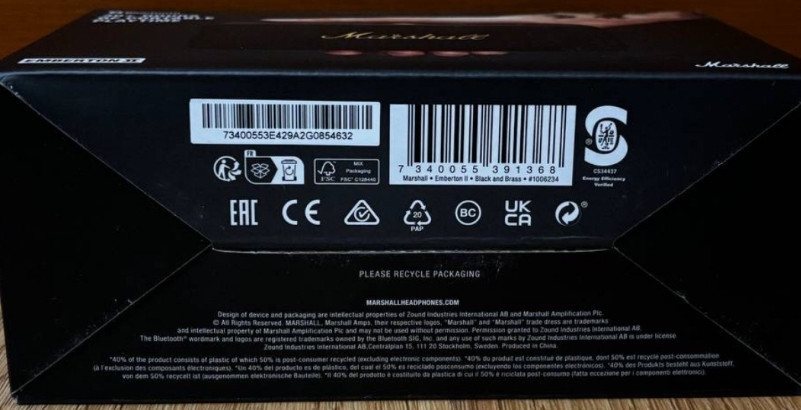 PLAYTIME
Marshall
EMBERTON II
Marshall
73400553E429A2G0854632
7 340055 391368
Marshall • Emberton II • Black and Brass • #1006234
FR
FSC
MIX
Packaging
CS34437
Energy Efficiency
Verified
EAC CE 20 PAP BC UK CA
PLEASE RECYCLE PACKAGING
MARSHALLHEADPHONES.COM
Design of device and packaging are intellectual properties of Zound Industries International AB and Marshall Amplification Plc.
© All Rights Reserved. MARSHALL, Marshall Amps, their respective logos, "Marshall" and "Marshall" trade dress are trademarks
and intellectual property of Marshall Amplification Plc and may not be used without permission. Permission granted to Zound Industries International AB.
The Bluetooth® wordmark and logos are registered trademarks owned by the Bluetooth SIG, Inc. and any use of such marks by Zound Industries International AB is under license
Zound Industries International AB, Centralplan 15, 111 20 Stockholm, Sweden. Produced in China.
*40% of the product consists of plastic of which 50% is post-consumer recycled (excluding electronic components). *40% du produit est constitué de plastique, dont 50% est recyclé post-consommation
(à l'exclusion des composants électroniques). *Un 40% del producto es de plástico, del cual el 50% es reciclado posconsumo (excluyendo los componentes electrónicos). *40% des Produkts besteht aus Kunststoff,
von dem 50% recycelt ist (ausgenommen elektronische Bauteile). *Il 40% del prodotto è costituito da plastica di cui il 50% è riciclata post-consumo (fatta eccezione per i componenti elettronici).